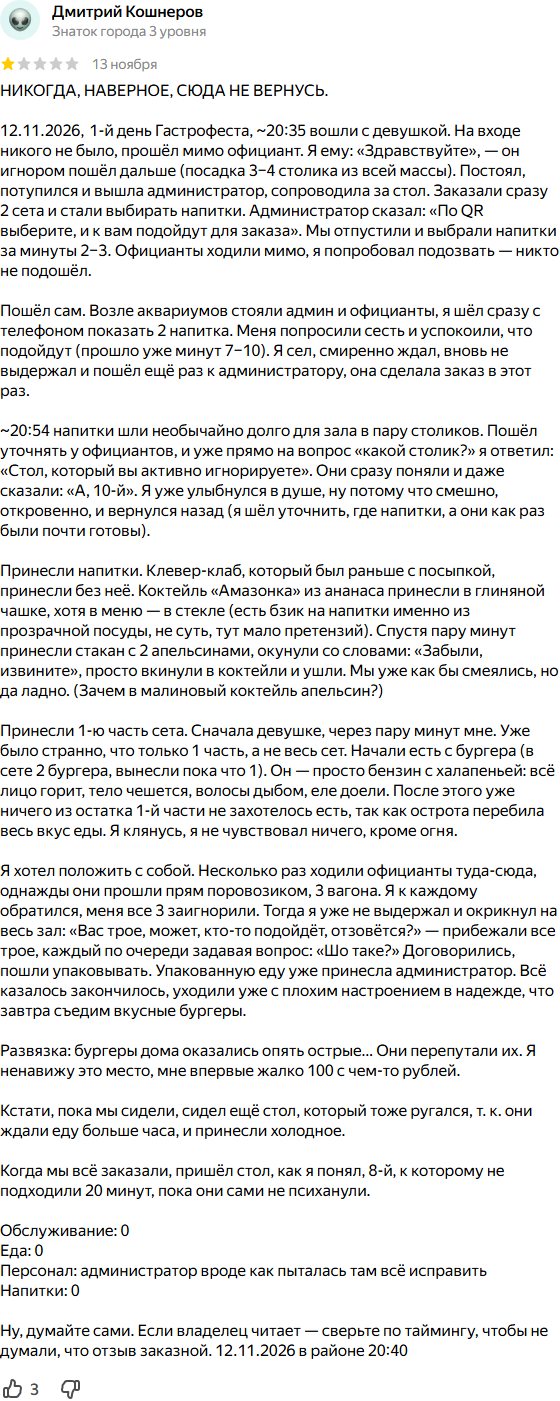 Дмитрий Кошнеров
Знаток города 3 уровня
13 ноября
НИКОГДА, НАВЕРНОЕ, СЮДА НЕ ВЕРНУСЬ.
12.11.2026, 1-й день Гастрофеста, ~20:35 вошли с девушкой. На входе
никого не было, прошёл мимо официант. Я ему: «Здравствуйте», — он
игнором пошёл дальше (посадка 3–4 столика из всей массы). Постоял,
потупился и вышла администратор, сопроводила за стол. Заказали сразу
2 сета и стали выбирать напитки. Администратор сказал: «По QR
выберите, и к вам подойдут для заказа». Мы отпустили и выбрали напитки
за минуты 2–3. Официанты ходили мимо, я попробовал подозвать — никто
не подошёл.
Пошёл сам. Возле аквариумов стояли админ и официанты, я шёл сразу с
телефоном показать 2 напитка. Меня попросили сесть и успокоили, что
подойдут (прошло уже минут 7–10). Я сел, смиренно ждал, вновь не
выдержал и пошёл ещё раз к администратору, она сделала заказ в этот
раз.
~20:54 напитки шли необычайно долго для зала в пару столиков. Пошёл
уточнять у официантов, и уже прямо на вопрос «какой столик?» я ответил:
«Стол, который вы активно игнорируете». Они сразу поняли и даже
сказали: «А, 10-й». Я уже улыбнулся в душе, ну потому что смешно,
откровенно, и вернулся назад (я шёл уточнить, где напитки, а они как раз
были почти готовы).
Принесли напитки. Клевер-клаб, который был раньше с посыпкой,
принесли без неё. Коктейль «Амазонка» из ананаса принесли в глиняной
чашке, хотя в меню — в стекле (есть бзик на напитки именно из
прозрачной посуды, не суть, тут мало претензий). Спустя пару минут
принесли стакан с 2 апельсинами, окунули со словами: «Забыли,
извините», просто вкинули в коктейли и ушли. Мы уже как бы смеялись, но
да ладно. (Зачем в малиновый коктейль апельсин?)
Принесли 1-ю часть сета. Сначала девушке, через пару минут мне. Уже
было странно, что только 1 часть, а не весь сет. Начали есть с бургера (в
сете 2 бургера, вынесли пока что 1). Он — просто бензин с халапеньей: всё
лицо горит, тело чешется, волосы дыбом, еле доели. После этого уже
ничего из остатка 1-й части не захотелось есть, так как острота перебила
весь вкус еды. Я клянусь, я не чувствовал ничего, кроме огня.
Я хотел положить с собой. Несколько раз ходили официанты туда-сюда,
однажды они прошли прям поровозиком, 3 вагона. Я к каждому
обратился, меня все 3 заигнорили. Тогда я уже не выдержал и окрикнул на
весь зал: «Вас трое, может, кто-то подойдёт, отзовётся?» — прибежали все
трое, каждый по очереди задавая вопрос: «Шо таке?» Договорились,
пошли упаковывать. Упакованную еду уже принесла администратор. Всё
казалось закончилось, уходили уже с плохим настроением в надежде, что
завтра съедим вкусные бургеры.
Развязка: бургеры дома оказались опять острые... Они перепутали их. Я
ненавижу это место, мне впервые жалко 100 с чем-то рублей.
Кстати, пока мы сидели, сидел ещё стол, который тоже ругался, т. к. они
ждали еду больше часа, и принесли холодное.
Когда мы всё заказали, пришёл стол, как я понял, 8-й, к которому не
подходили 20 минут, пока они сами не психанули.
Обслуживание: 0
Еда: 0
Персонал: администратор вроде как пыталась там всё исправить
Напитки: 0
Ну, думайте сами. Если владелец читает — сверьте по таймингу, чтобы не
думали, что отзыв заказной. 12.11.2026 в районе 20:40
3